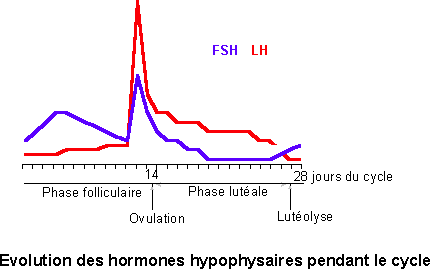 FSH LH
14 28 jours du cycle
Phase folliculaire Phase lutéale
Ovulation Lutéolyse
Evolution des hormones hypophysaires pendant le cycle